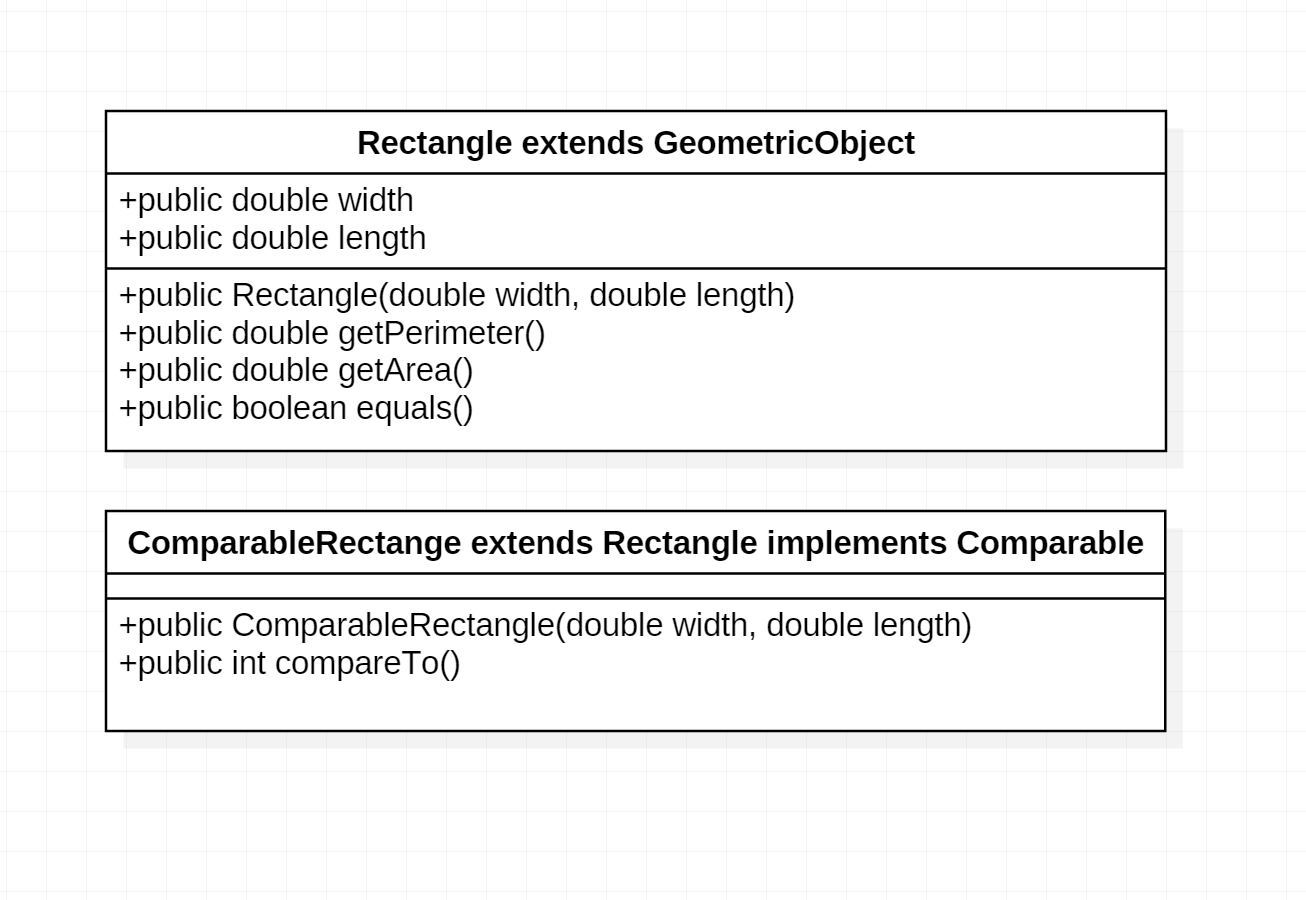 Rectangle extends GeometricObject
+public double width
+public double length
+public Rectangle(double width, double length)
+public double getPerimeter()
+public double getArea()
+public boolean equals()
ComparableRectange extends Rectangle implements Comparable
+public ComparableRectangle(double width, double length)
+public int compareTo()